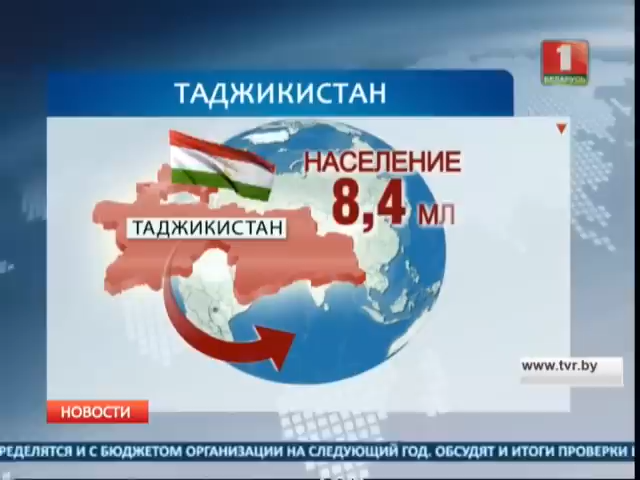 ТАДЖИКИСТАН
1
БЕЛАРУСЬ
НАСЕЛЕНИЕ
8,4 МЛ
ТАДЖИКИСТАН
www.tvr.by
НОВОСТИ
РЕДЕЛЯТСЯ И С БЮДЖЕТОМ ОРГАНИЗАЦИИ НА СЛЕДУЮЩИЙ ГОД. ОБСУДЯТ И ИТОГИ ПРОВЕРКИ